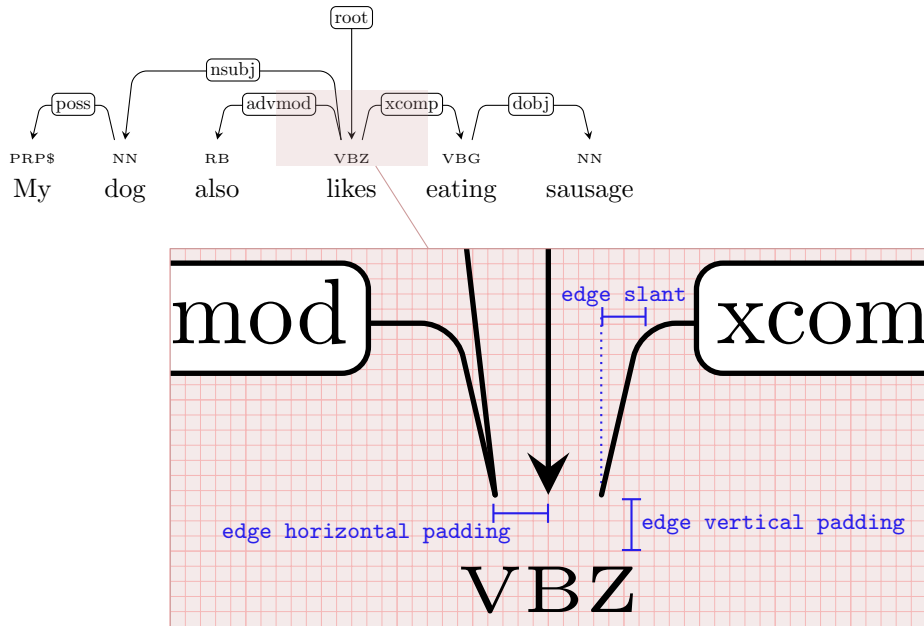 root
nsubj
poss advmod xcomp dobj
PRP$ NN RB VBZ VBG NN
My dog also likes eating sausage
edge slant
mod xcom
edge vertical padding
edge horizontal padding
VBZ